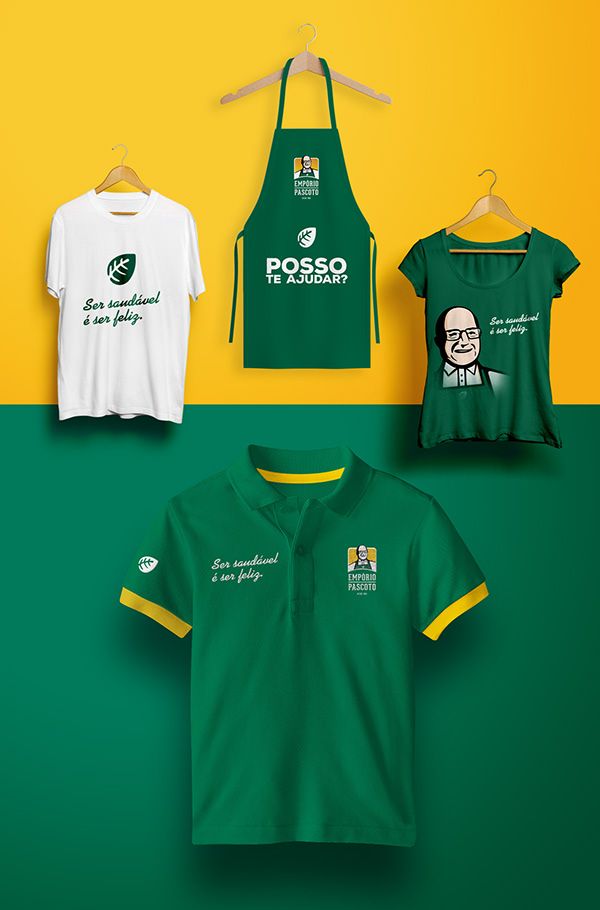 EMPÓRIO
PASCOTO
POSSO
TE AJUDAR?
Ser saudável
é ser feliz.
Ser saudável
é ser feliz.
Ser saudável
é ser feliz.
EMPÓRIO
PASCOTO